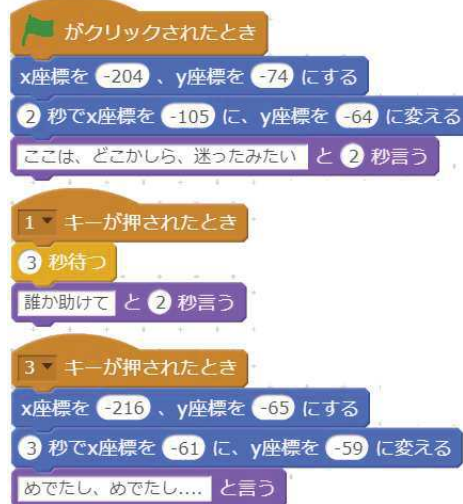 がクリックされたとき
x座標を -204 、y座標を -74 にする
2 秒でx座標を -105 に、y座標を -64 に変える
ここは、どこかしら、迷ったみたい と 2 秒言う
1 キーが押されたとき
3 秒待つ
誰か助けて と 2 秒言う
3 キーが押されたとき
x座標を -216 、y座標を -65 にする
3 秒でx座標を -61 に、y座標を -59 に変える
めでたし、めでたし.... と言う